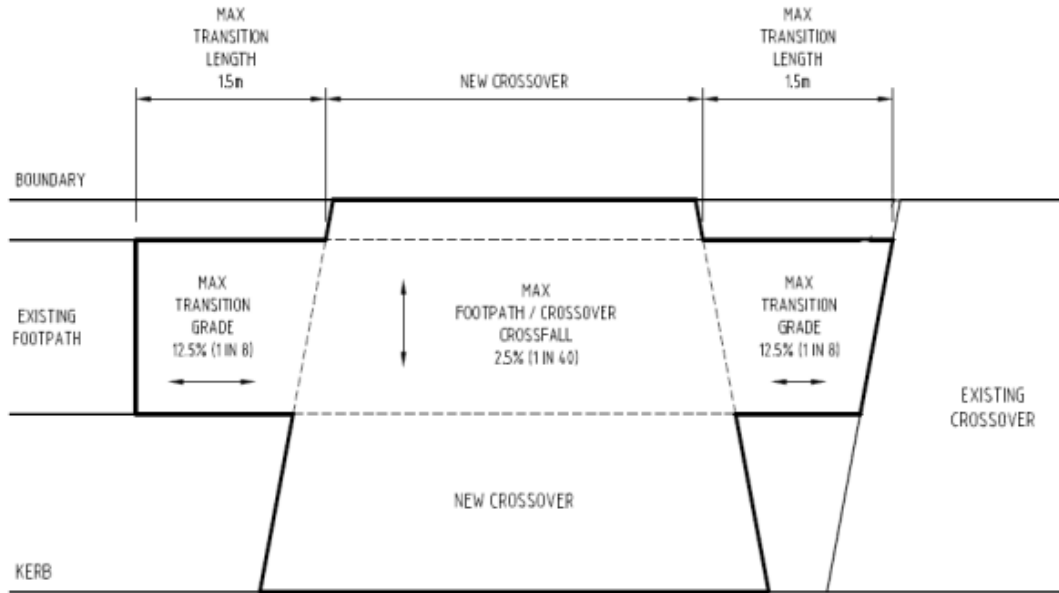 MAX
TRANSITION
LENGTH
1.5m
NEW CROSSOVER
MAX
TRANSITION
LENGTH
1.5m
BOUNDARY
EXISTING
FOOTPATH
MAX
TRANSITION
GRADE
12.5% (1 IN 8)
MAX
FOOTPATH / CROSSOVER
CROSSFALL
2.5% (1 IN 40)
MAX
TRANSITION
GRADE
12.5% (1 IN 8)
EXISTING
CROSSOVER
NEW CROSSOVER
KERB